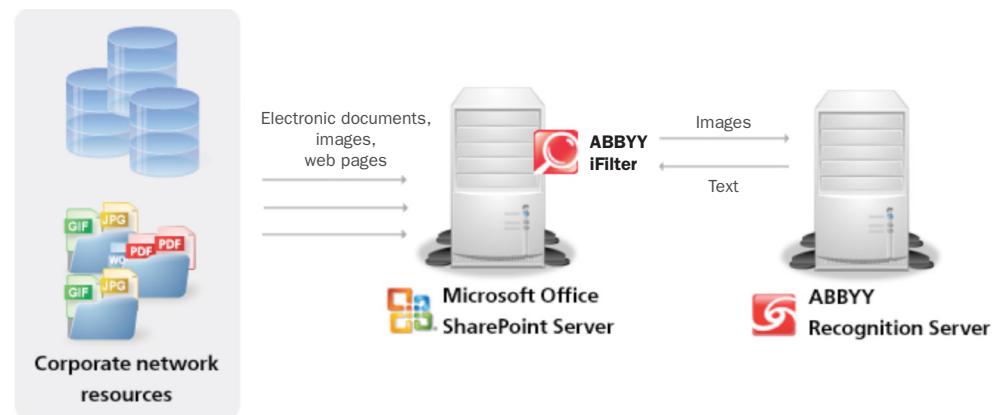 GIF
JPG
WO
PDF
PDF
GIF
JPG
Corporate network
resources
Electronic documents,
images,
web pages
ABBYY
iFilter
Microsoft Office
SharePoint Server
Images
Text
ABBYY
Recognition Server